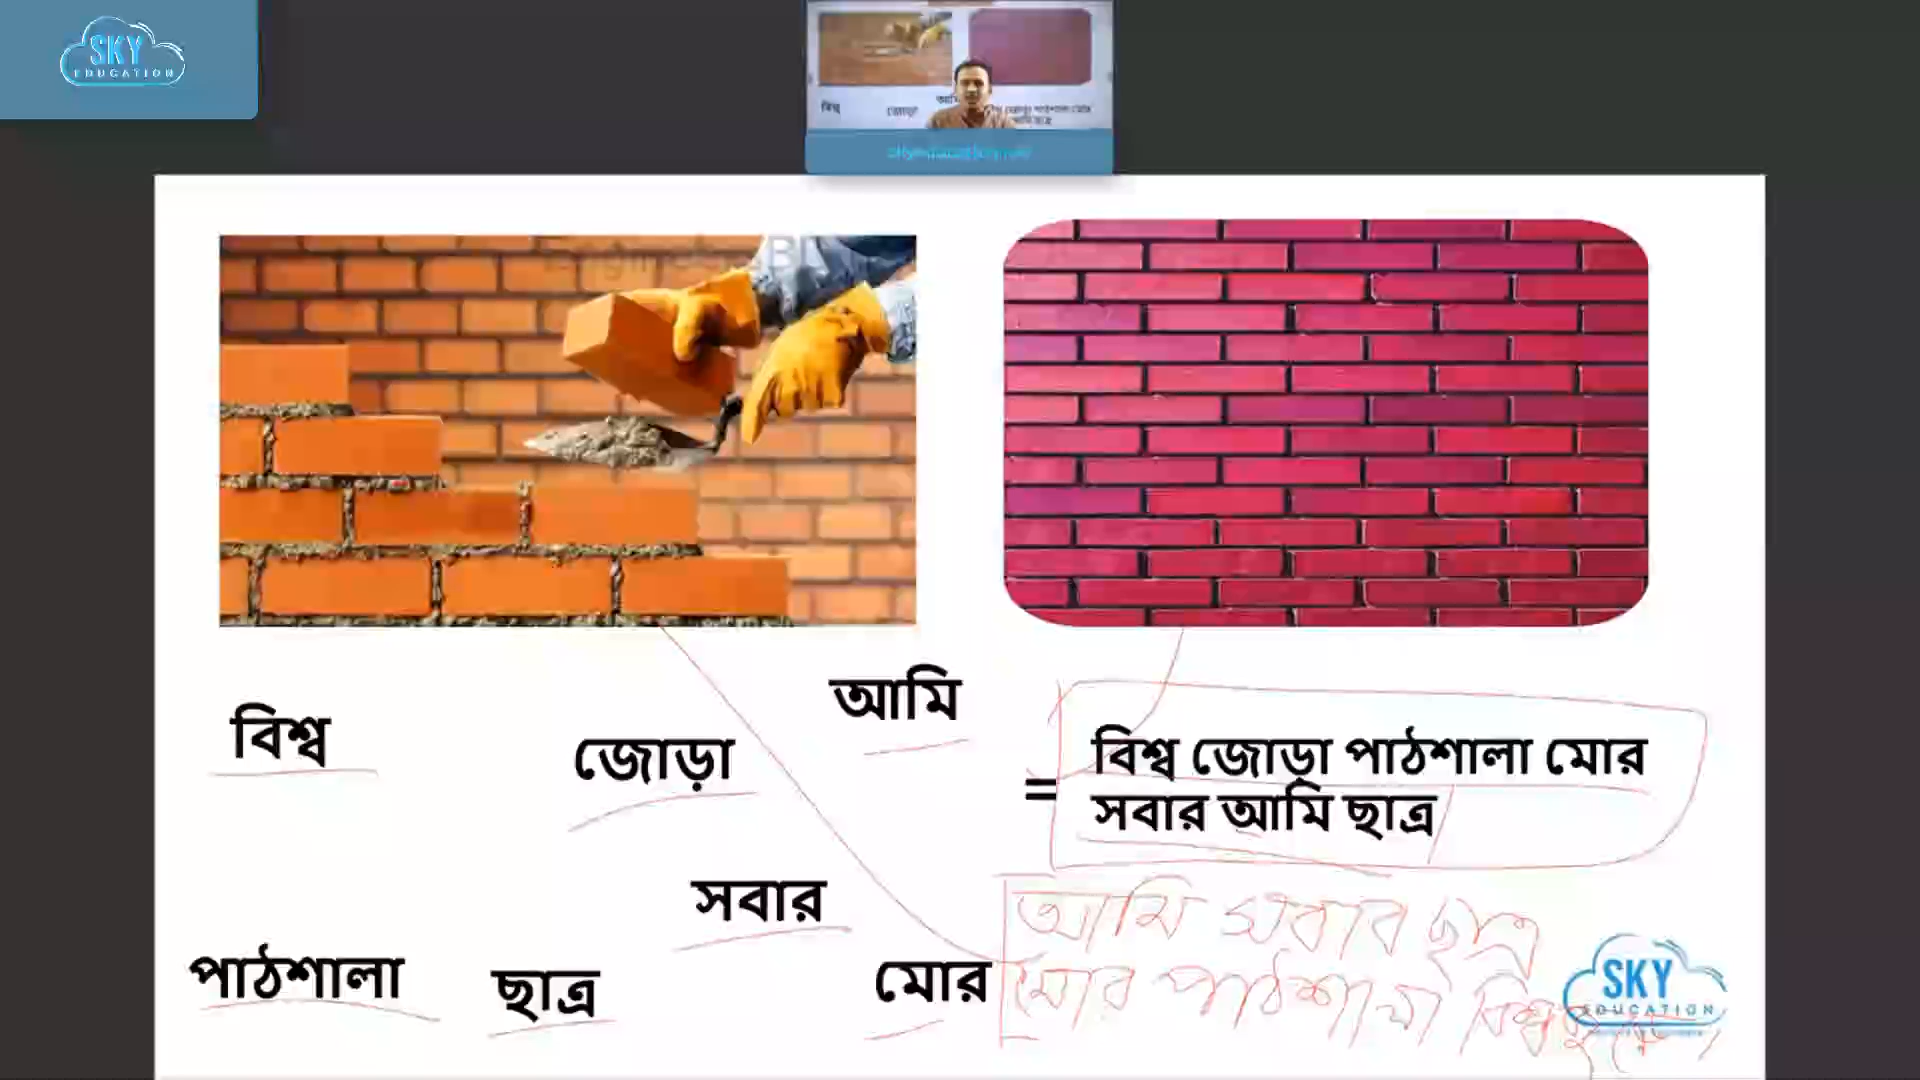 SKY
EDUCATION
বিশ্ব
জোড়া
আমি
বিশ্ব জোড়া পাঠশালা মোর
= সবার আমি ছাত্র
সবার
পাঠশালা
ছাত্র
মোর
আমি সবার ছাত্র
মোর পাঠশালা বিশ্ব
SKY
EDUCATION